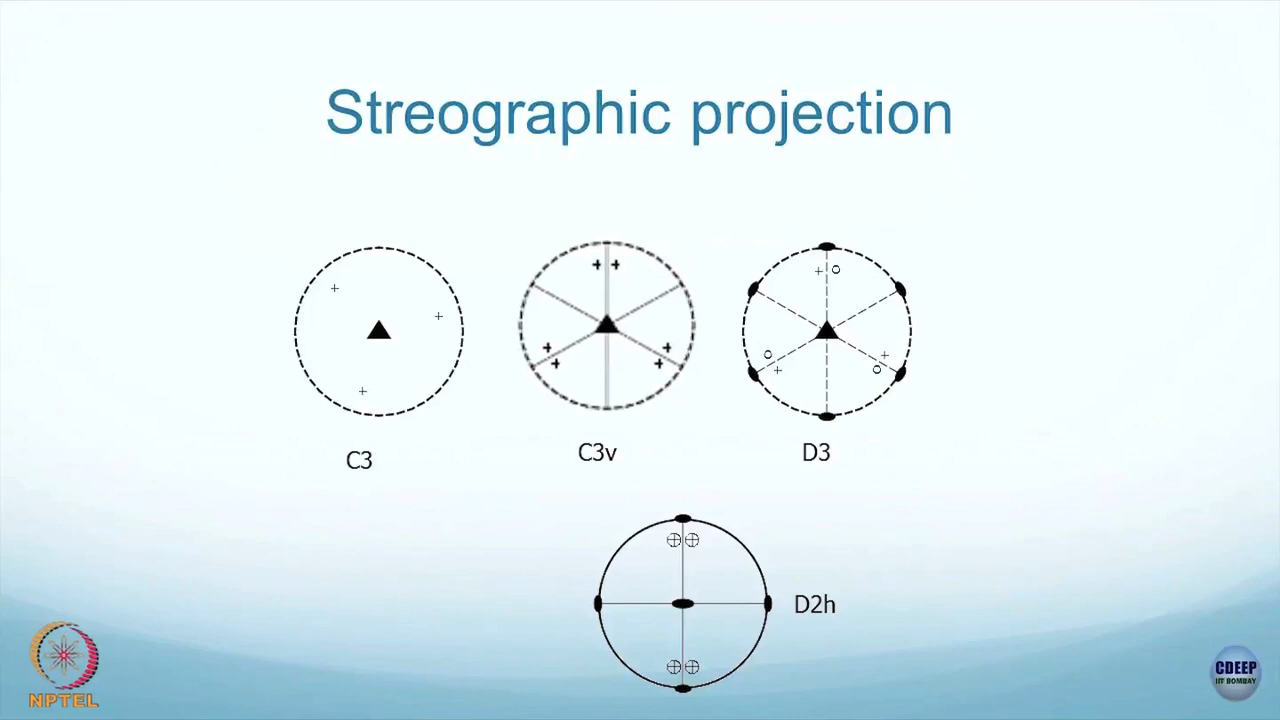 Streographic projection
C3
C3v
D3
D2h
NPTEL
CDEEP
IIT BOMBAY